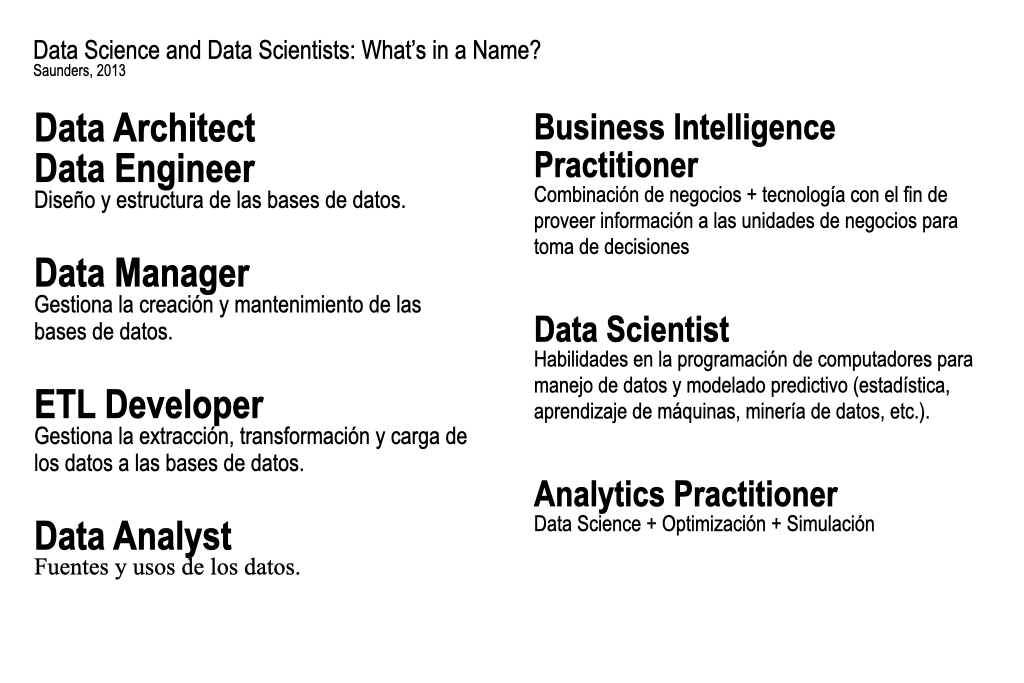 Data Science and Data Scientists: What’s in a Name?
Saunders, 2013
Data Architect
Data Engineer
Diseño y estructura de las bases de datos.
Data Manager
Gestiona la creación y mantenimiento de las
bases de datos.
ETL Developer
Gestiona la extracción, transformación y carga de
los datos a las bases de datos.
Data Analyst
Fuentes y usos de los datos.
Business Intelligence
Practitioner
Combinación de negocios + tecnología con el fin de
proveer información a las unidades de negocios para
toma de decisiones
Data Scientist
Habilidades en la programación de computadores para
manejo de datos y modelado predictivo (estadística,
aprendizaje de máquinas, minería de datos, etc.).
Analytics Practitioner
Data Science + Optimización + Simulación